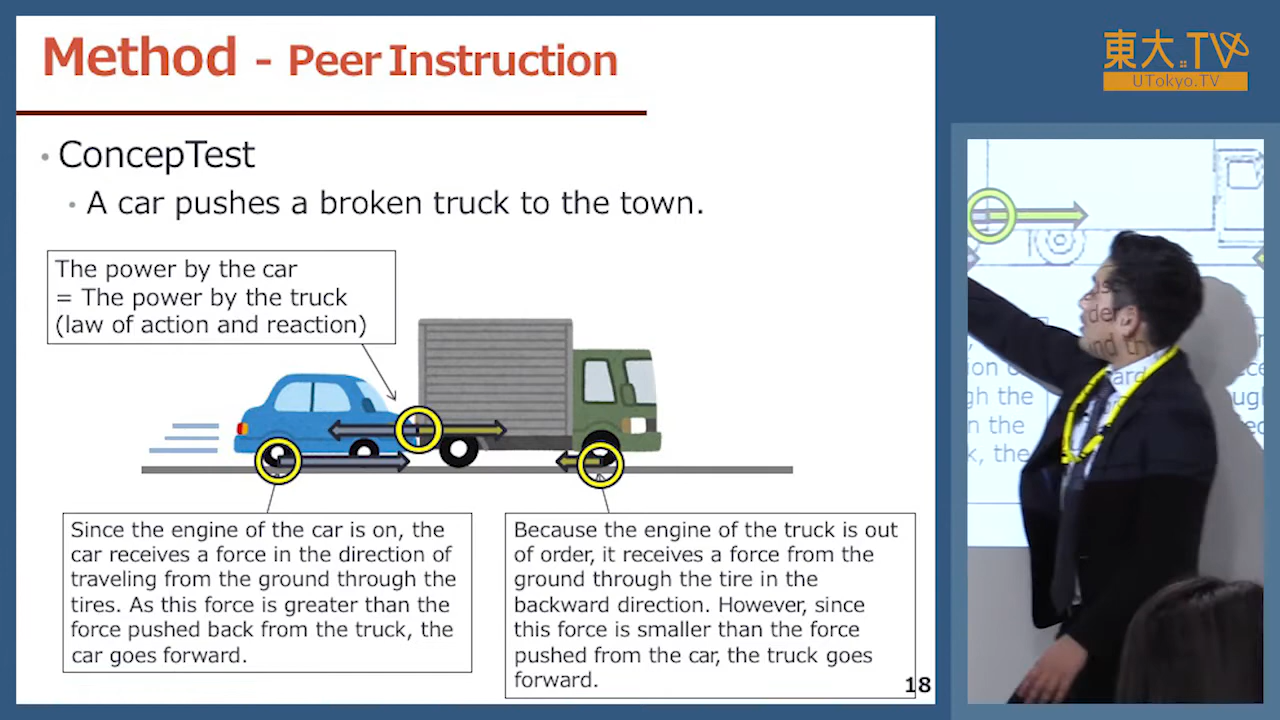 Method - Peer Instruction
東大.TV
UTokyo.TV
• ConcepTest
• A car pushes a broken truck to the town.
The power by the car
= The power by the truck
(law of action and reaction)
Since the engine of the car is on, the
car receives a force in the direction of
traveling from the ground through the
tires. As this force is greater than the
force pushed back from the truck, the
car goes forward.
Because the engine of the truck is out
of order, it receives a force from the
ground through the tire in the
backward direction. However, since
this force is smaller than the force
pushed from the car, the truck goes
forward.
18
gh the
n the
k, the